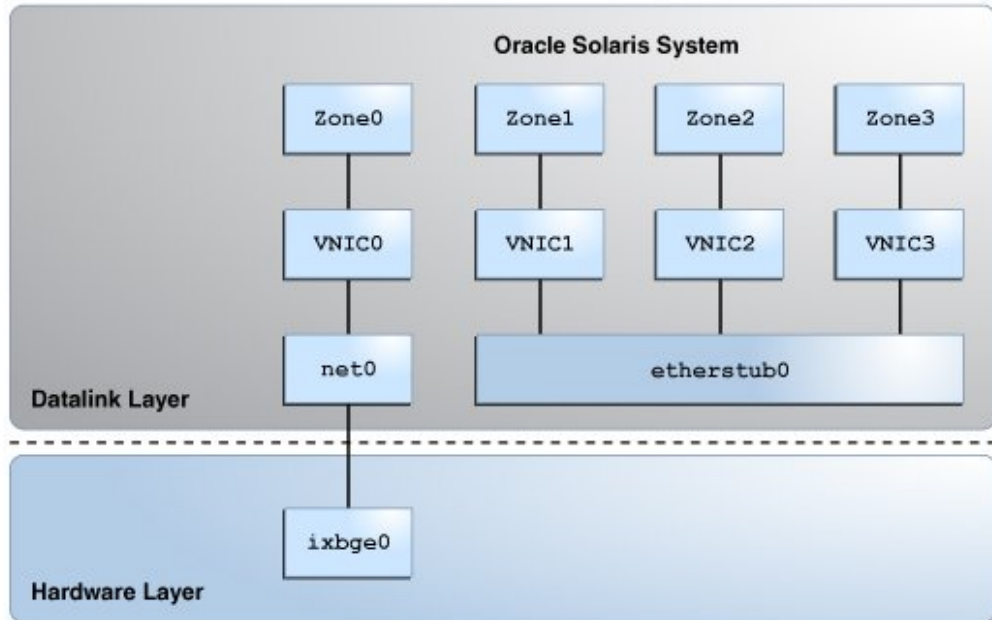 Oracle Solaris System
Zone0 Zone1 Zone2 Zone3
VNIC0 VNIC1 VNIC2 VNIC3
net0 etherstub0
Datalink Layer
ixbge0
Hardware Layer